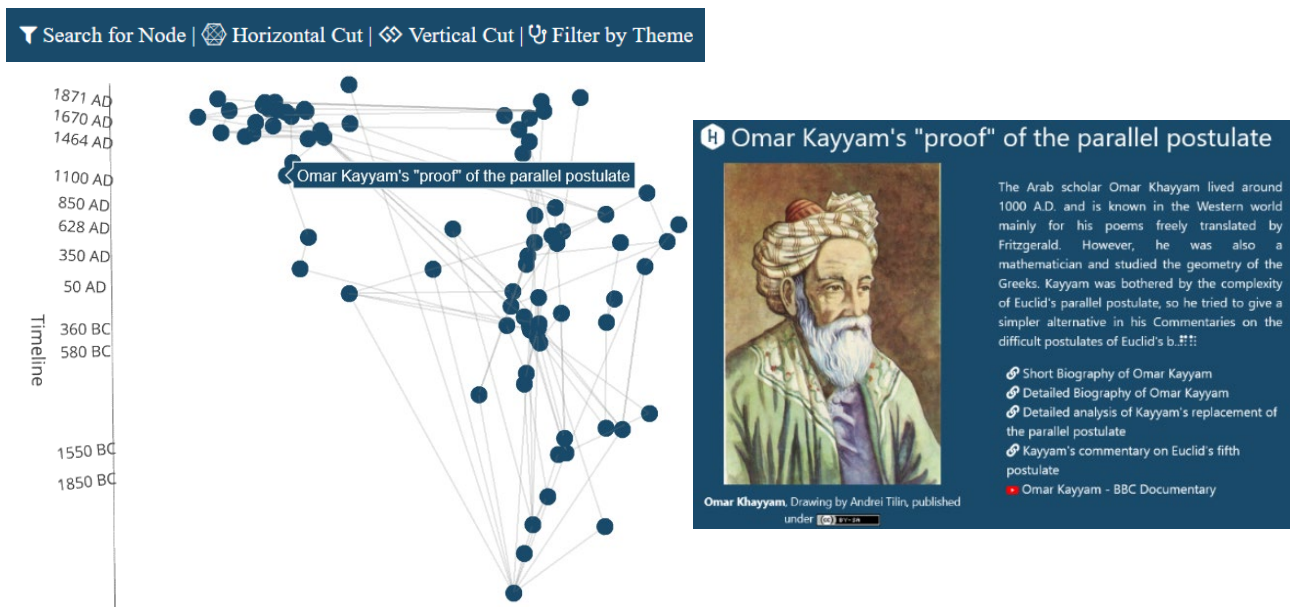 Search for Node | Horizontal Cut | Vertical Cut | Filter by Theme
1871 AD
1670 AD
1464 AD
1100 AD
850 AD
628 AD
350 AD
50 AD
360 BC
580 BC
1550 BC
1850 BC
Timeline
Omar Kayyam's "proof" of the parallel postulate
H Omar Kayyam's "proof" of the parallel postulate
The Arab scholar Omar Khayyam lived around
1000 A.D. and is known in the Western world
mainly for his poems freely translated by
Fritzgerald. However, he was also a
mathematician and studied the geometry of the
Greeks. Kayyam was bothered by the complexity
of Euclid's parallel postulate, so he tried to give a
simpler alternative in his Commentaries on the
difficult postulates of Euclid's b..
Short Biography of Omar Kayyam
Detailed Biography of Omar Kayyam
Detailed analysis of Kayyam's replacement of
the parallel postulate
Kayyam's commentary on Euclid's fifth
postulate
Omar Kayyam - BBC Documentary
Omar Khayyam, Drawing by Andrei Tilin, published
under (cc) BY-SA